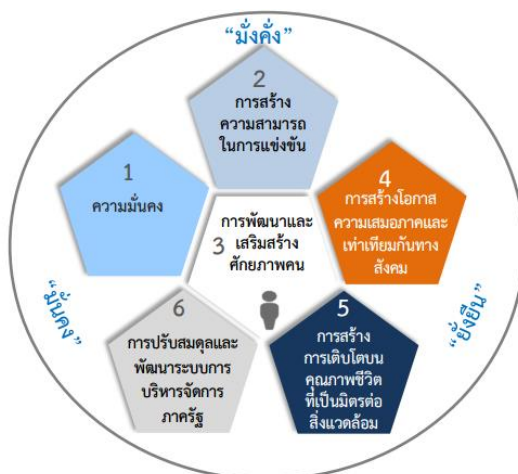 “มั่งคั่ง”
2
การสร้าง
ความสามารถ
ในการแข่งขัน
1
ความมั่นคง
4
การสร้างโอกาส
ความเสมอภาคและ
เท่าเทียมกันทาง
สังคม
การพัฒนาและ
3 เสริมสร้าง
ศักยภาพคน
“มั่นคง”
“ยั่งยืน”
6
การปรับสมดุลและ
พัฒนาระบบการ
บริหารจัดการ
ภาครัฐ
5
การสร้าง
การเติบโตบน
คุณภาพชีวิต
ที่เป็นมิตรต่อ
สิ่งแวดล้อม